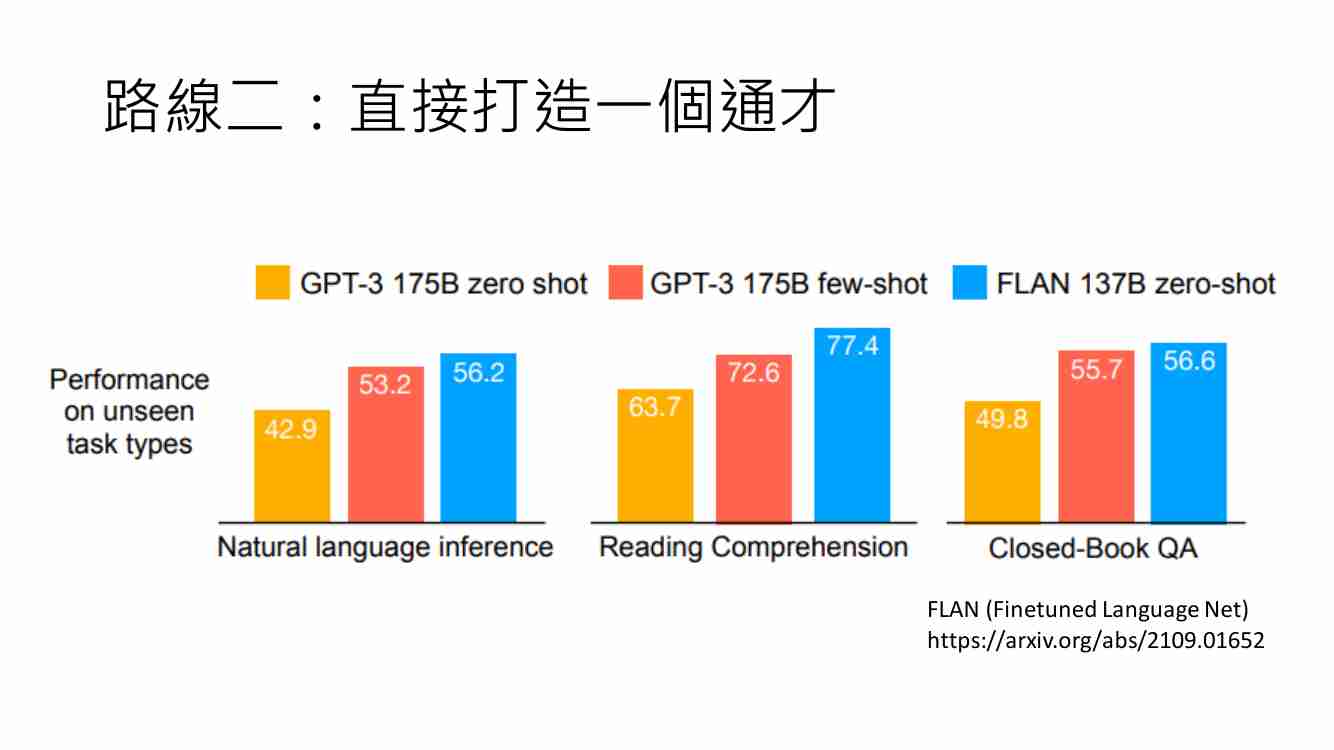 路線二：直接打造一個通才
GPT-3 175B zero shot
GPT-3 175B few-shot
FLAN 137B zero-shot
Performance
on unseen
task types
42.9
53.2
56.2
Natural language inference
63.7
72.6
77.4
Reading Comprehension
49.8
55.7
56.6
Closed-Book QA
FLAN (Finetuned Language Net)
https://arxiv.org/abs/2109.01652